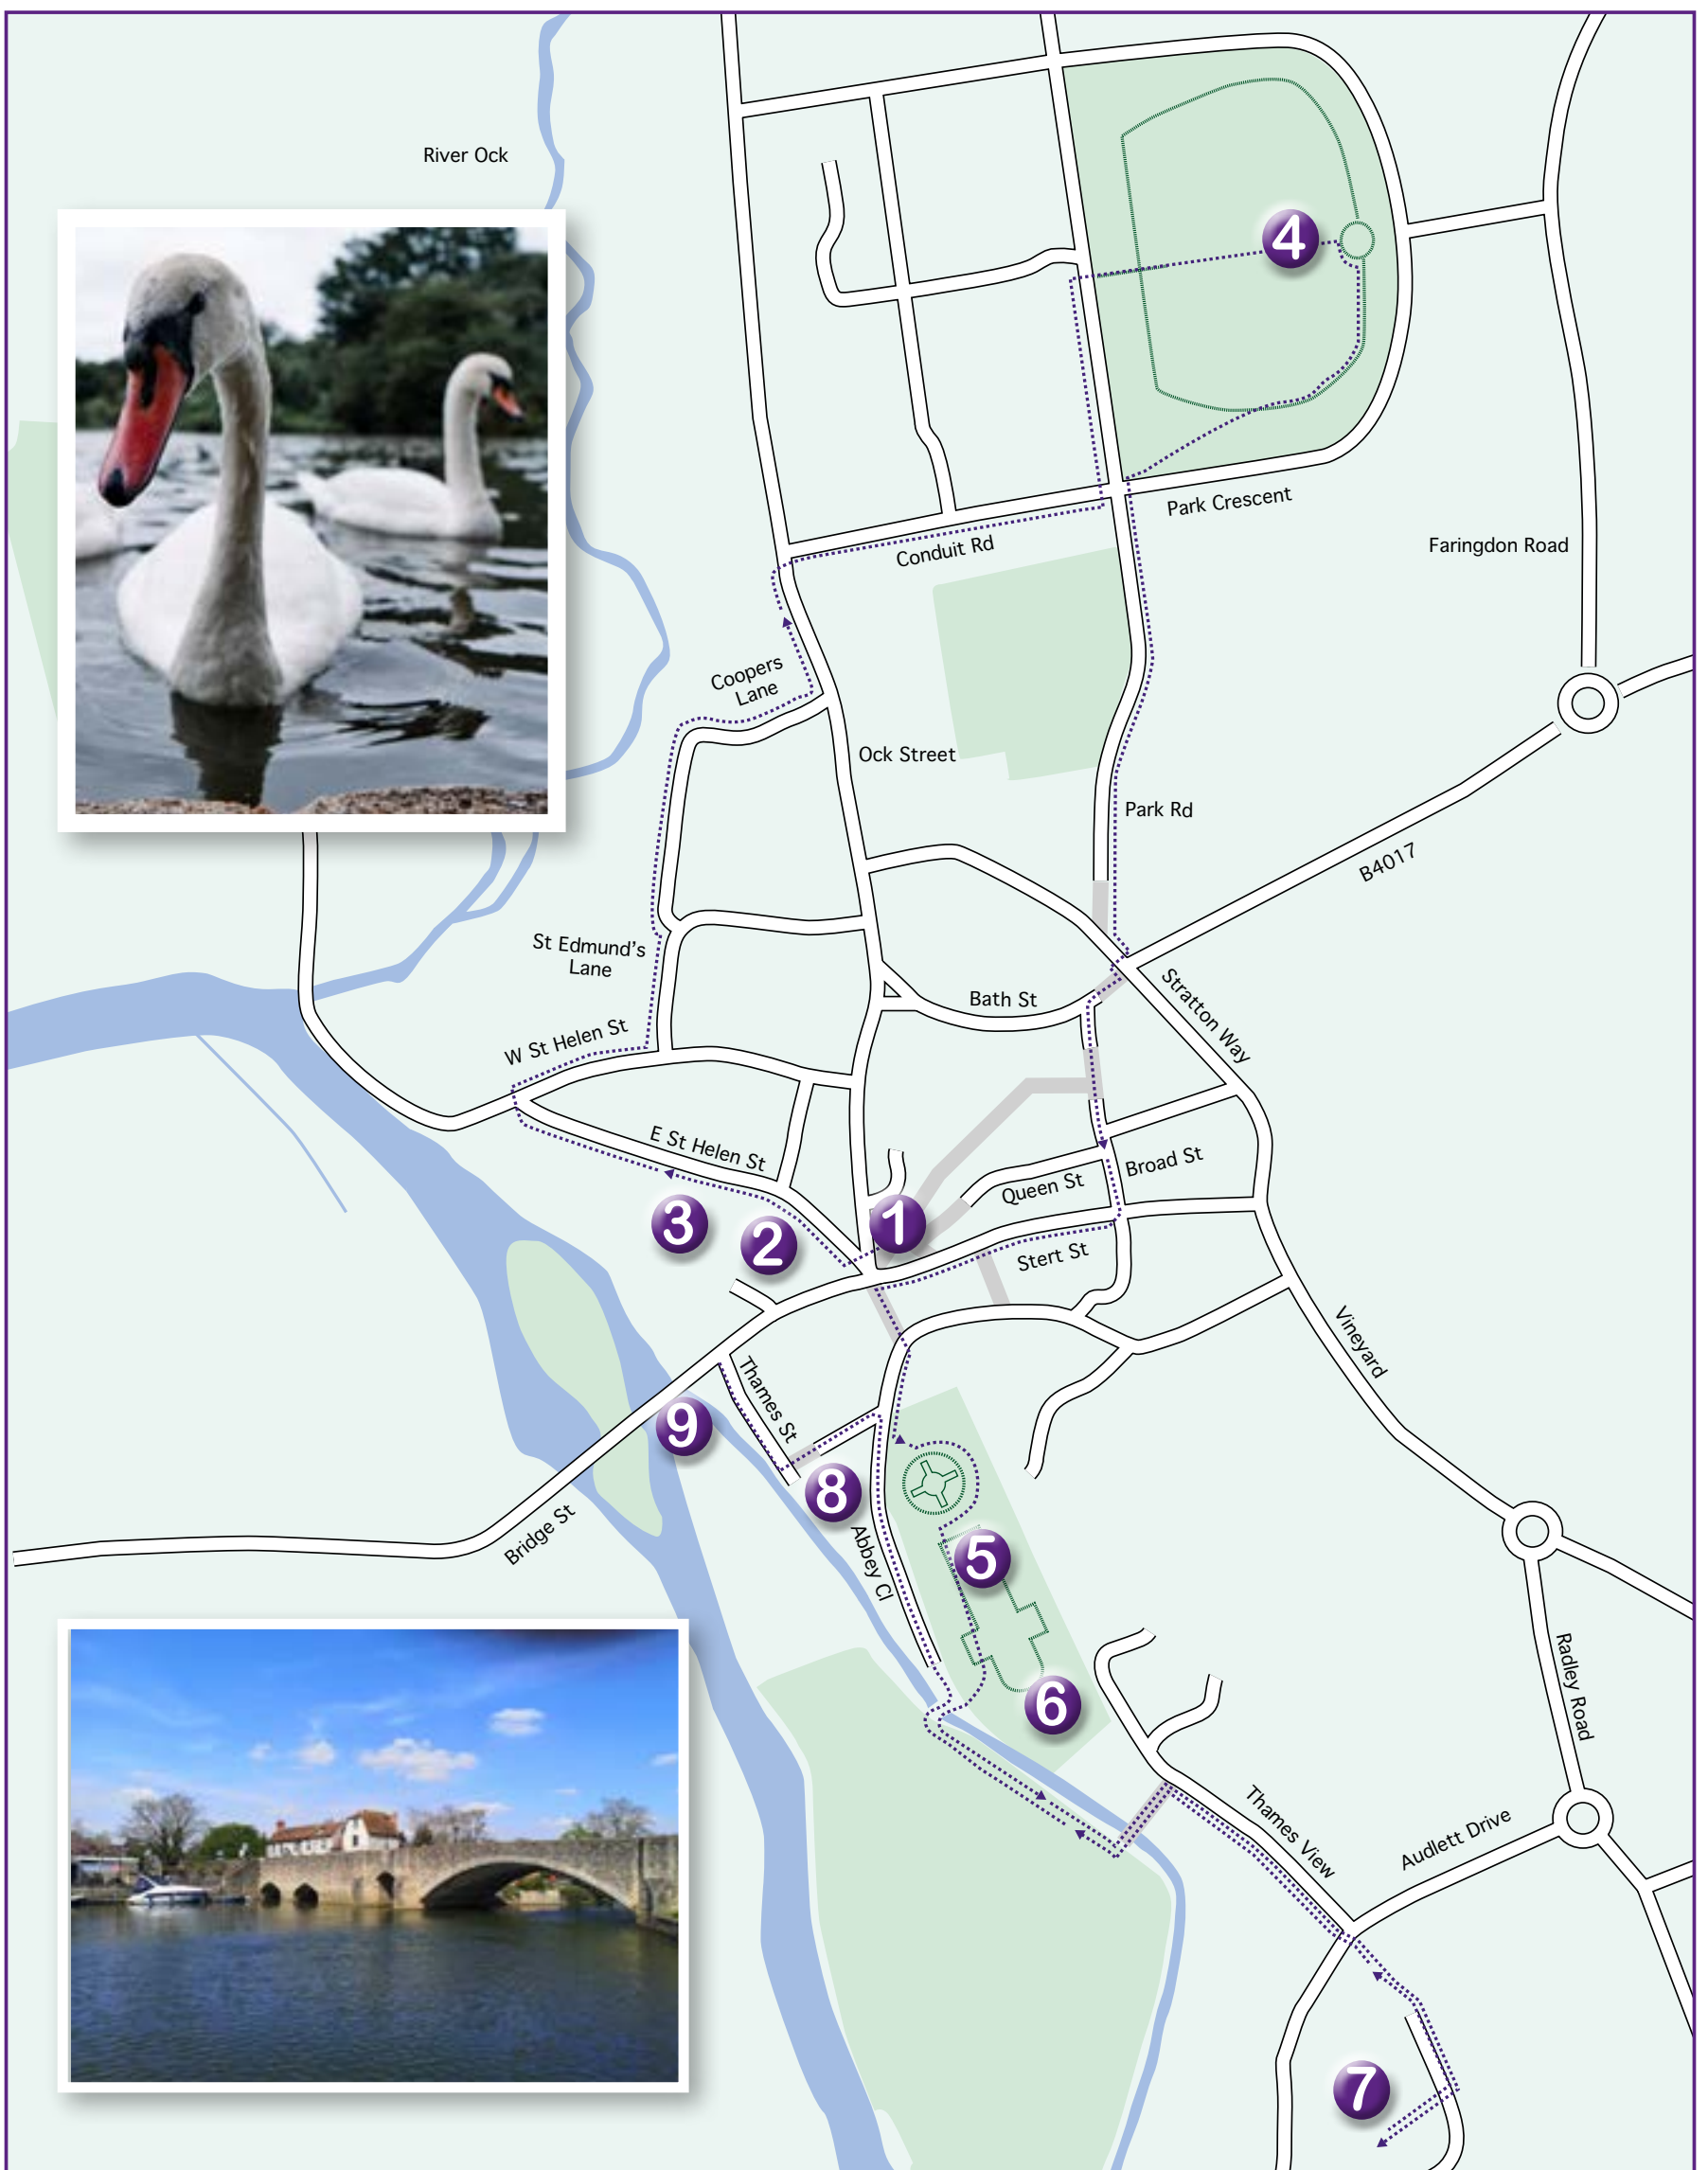 River Ock
4
Park Crescent
Conduit Rd
Faringdon Road
Coopers
Lane
Ock Street
Park Rd
B4017
St Edmund's
Lane
Bath St
Stratton Way
W St Helen St
E St Helen St
Broad St
Queen St
3
2
1
Stert St
Vineyard
Thames St
9
8
Bridge St
Abbey Cl
5
6
Radley Road
Thames View
Audlett Drive
7